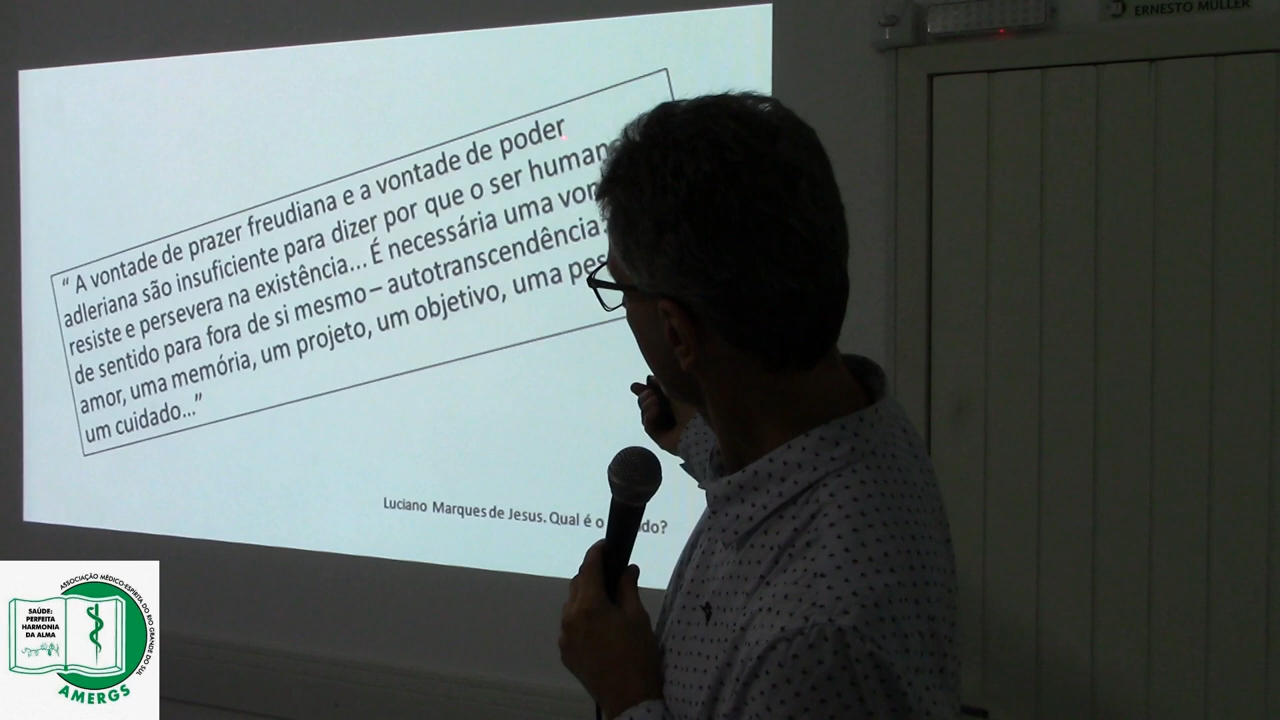 ERNESTO MÜLLER
“ A vontade de prazer freudiana e a vontade de poder
adleriana são insuficiente para dizer por que o ser human
resiste e persevera na existência... É necessária uma
de sentido para fora de si mesmo – autotranscendência:
amor, uma memória, um projeto, um objetivo, uma
um cuidado...”
Luciano Marques de Jesus. Qual é o do?
ASSOCIAÇÃO MÉDICO-ESPÍRITA DO RIO GRANDE DO SUL
SAÚDE:
PERFEITA
HARMONIA
DA ALMA
AMERGS